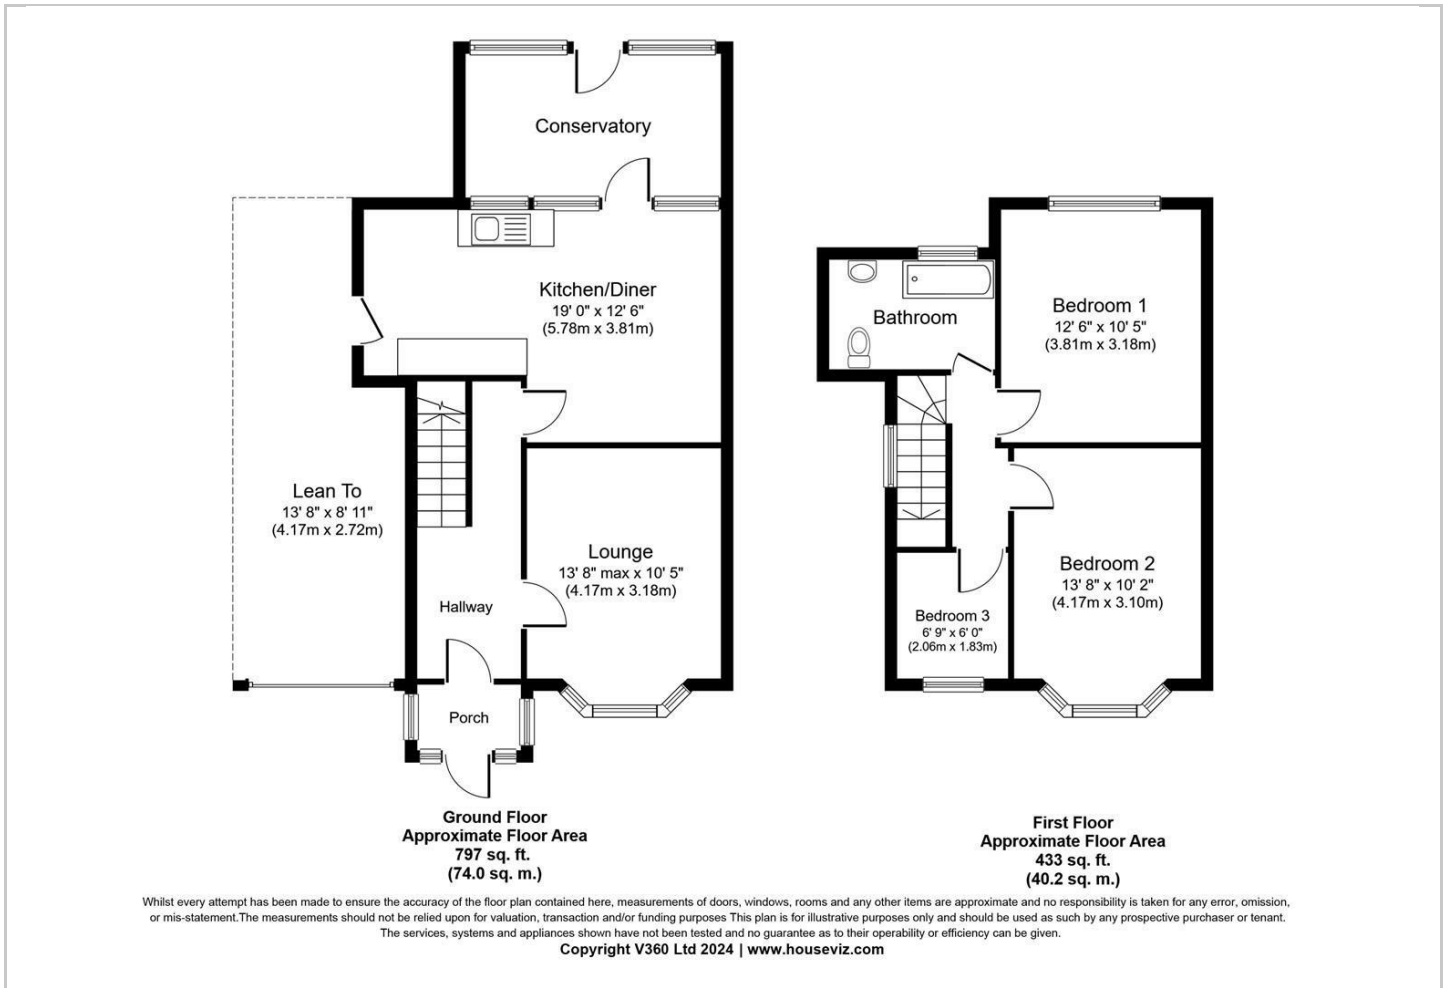 Conservatory
Kitchen/Diner
19' 0" x 12' 6"
(5.78m x 3.81m)
Lean To
13' 8" x 8' 11"
(4.17m x 2.72m)
Lounge
13' 8" max x 10' 5"
(4.17m x 3.18m)
Hallway
Porch
Ground Floor
Approximate Floor Area
797 sq. ft.
(74.0 sq. m.)
Bathroom
Bedroom 1
12' 6" x 10' 5"
(3.81m x 3.18m)
Bedroom 2
13' 8" x 10' 2"
(4.17m x 3.10m)
Bedroom 3
6' 9" x 6' 0"
(2.06m x 1.83m)
First Floor
Approximate Floor Area
433 sq. ft.
(40.2 sq. m.)
Whilst every attempt has been made to ensure the accuracy of the floor plan contained here, measurements of doors, windows, rooms and any other items are approximate and no responsibility is taken for any error, omission,
or mis-statement.The measurements should not be relied upon for valuation, transaction and/or funding purposes This plan is for illustrative purposes only and should be used as such by any prospective purchaser or tenant.
The services, systems and appliances shown have not been tested and no guarantee as to their operability or efficiency can be given.
Copyright V360 Ltd 2024 | www.houseviz.com